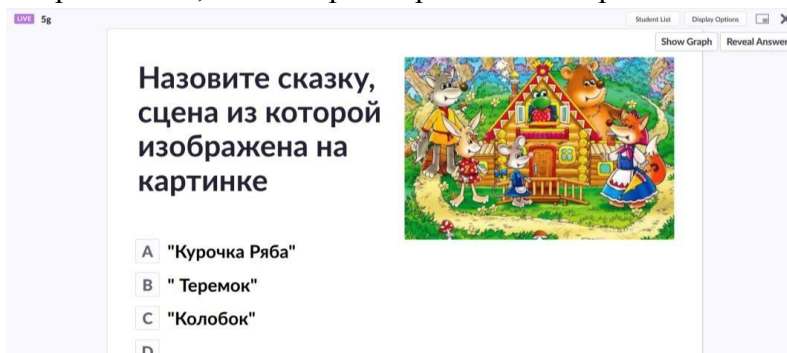 LIVE 5g
Student List Display Options
Show Graph Reveal Answer
Назовите сказку,
сцена из которой
изображена на
картинке
A "Курочка Ряба"
B " Теремок"
C "Колобок"
D